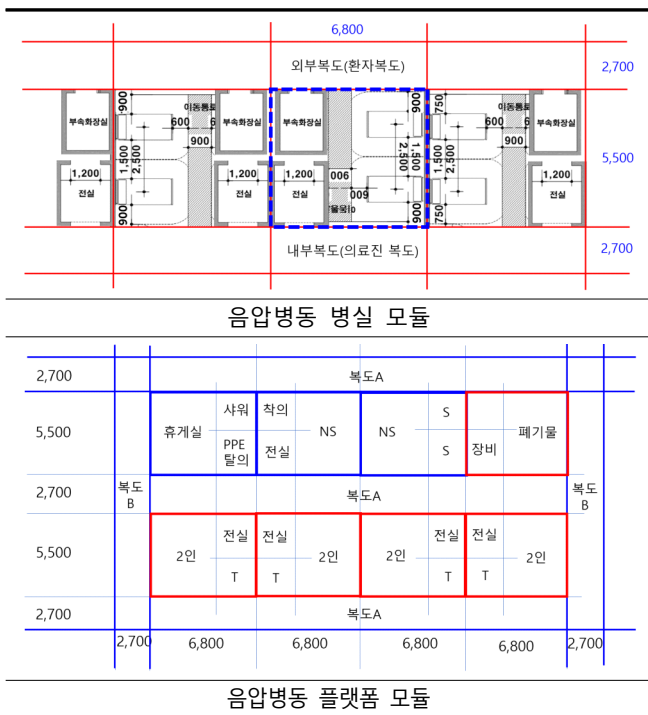 6,800
외부복도(환자복도)
2,700
900
이동통로
600
6
900
부속화장실
부속화장실
부속화장실
900
750
이동통로
600
6
900
부속화장실
5,500
1,500
2,500
1,200
전실
1,200
전실
1,200
전실
900
600
이동통로
1,500
2,500
1,500
2,500
1,200
전실
900
900
750
내부복도(의료진 복도)
2,700
음압병동 병실 모듈
2,700
복도A
5,500
휴게실
샤워
PPE
탈의
착의
전실
NS
NS
S
S
장비
폐기물
2,700
복도
B
복도A
복도
B
5,500
2인
전실
T
전실
T
2인
2인
전실
T
전실
T
2인
2,700
복도A
2,700
6,800
6,800
6,800
6,800
2,700
음압병동 플랫폼 모듈